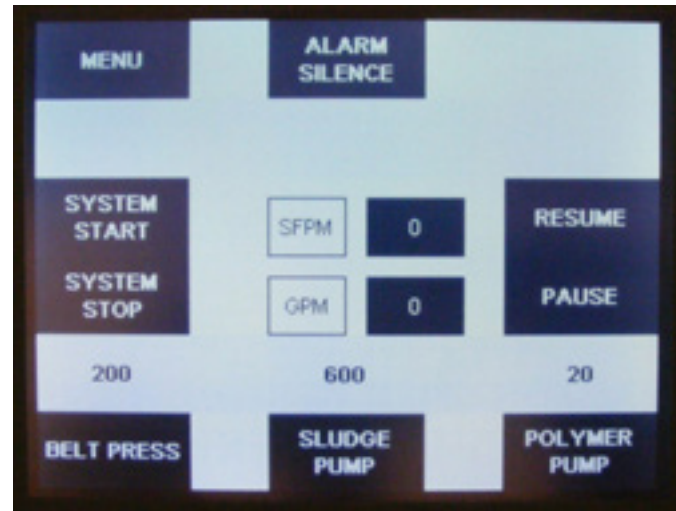 MENU
ALARM
SILENCE
SYSTEM
START
SFPM
0
RESUME
SYSTEM
STOP
GPM
0
PAUSE
200
600
20
BELT PRESS
SLUDGE
PUMP
POLYMER
PUMP